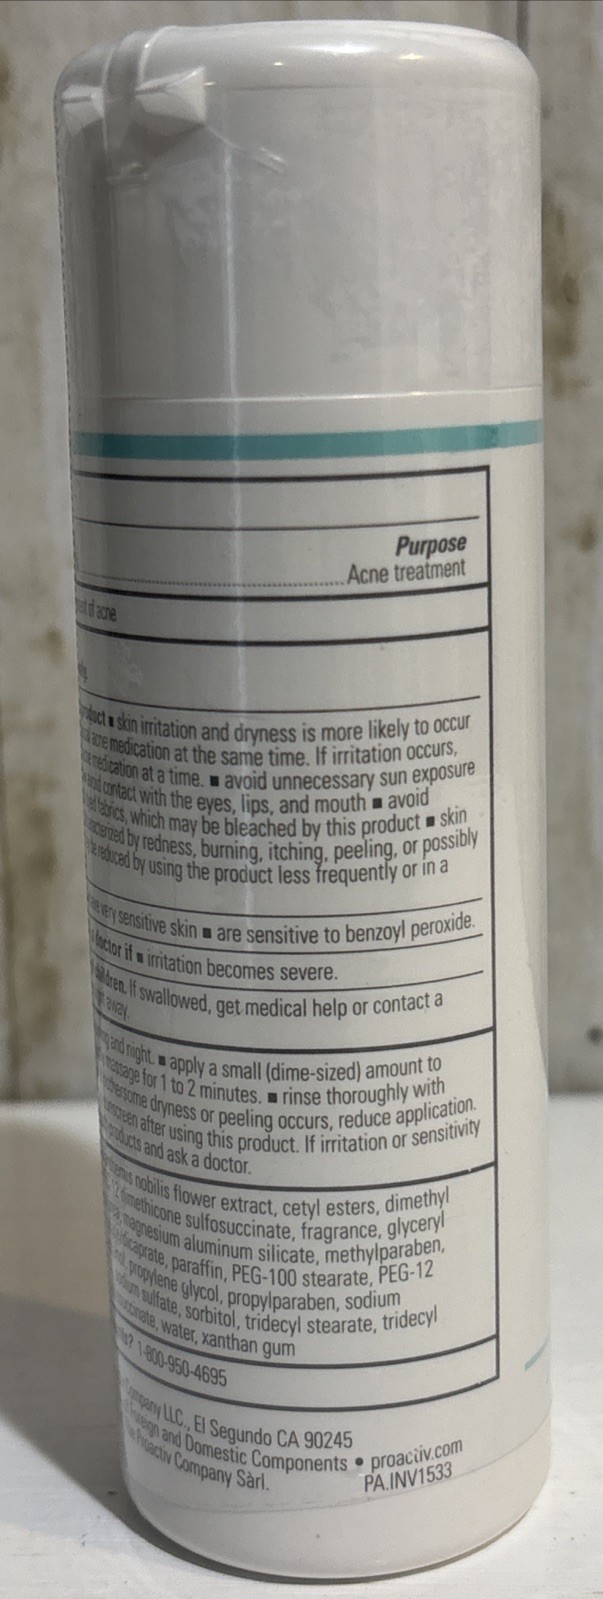 Purpose
Acne treatment
of acne
skin irritation and dryness is more likely to occur
acne medication at the same time. If irritation occurs,
medication at a time. ■ avoid unnecessary sun exposure
contact with the eyes, lips, and mouth ■ avoid
fabrics, which may be bleached by this product ■ skin
by redness, burning, itching, peeling, or possibly
reduced by using the product less frequently or in a
very sensitive skin ■ are sensitive to benzoyl peroxide.
doctor if ■ irritation becomes severe.
If swallowed, get medical help or contact a
away.
and night. ■ apply a small (dime-sized) amount to
massage for 1 to 2 minutes. ■ rinse thoroughly with
dryness or peeling occurs, reduce application.
after using this product. If irritation or sensitivity
products and ask a doctor.
nobilis flower extract, cetyl esters, dimethyl
dimethicone sulfosuccinate, fragrance, glyceryl
magnesium aluminum silicate, methylparaben,
paraffin, PEG-100 stearate, PEG-12
propylene glycol, propylparaben, sodium
sulfate, sorbitol, tridecyl stearate, tridecyl
water, xanthan gum
1-800-950-4695
Company LLC., El Segundo CA 90245
Foreign and Domestic Components • proactiv.com
Proactiv Company Sàrl. PA.INV1533